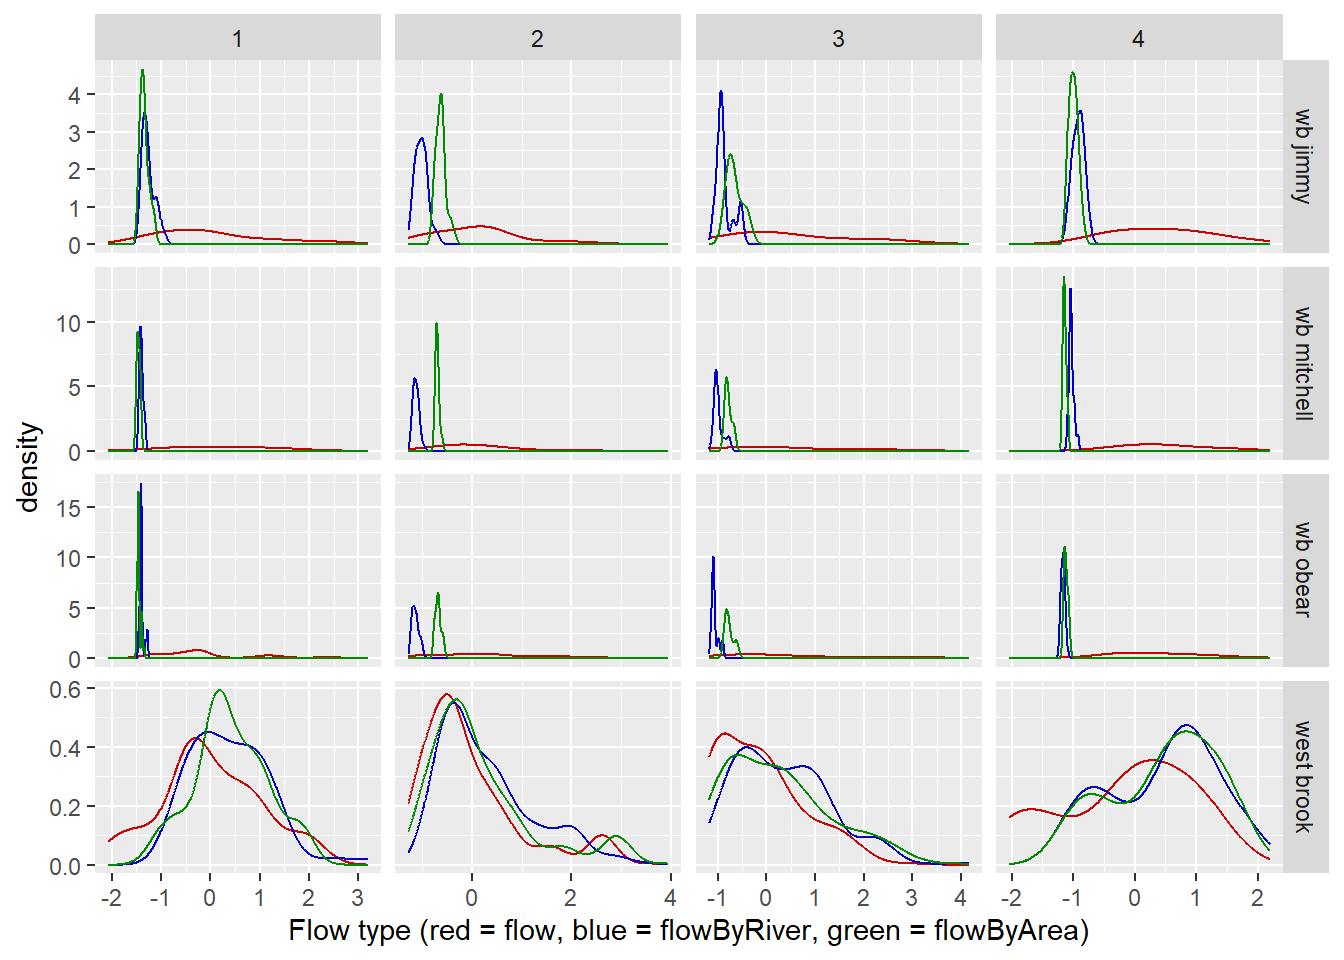 1 2 3 4
4
3
2
1
0
wb jimmy
10
5
0
wb mitchell
15
10
5
0
wb obear
0.6
0.4
0.2
0.0
west brook
density
-2 -1 0 1 2 3 0 2 4 -1 0 1 2 3 4 -2 -1 0 1 2
Flow type (red = flow, blue = flowByRiver, green = flowByArea)